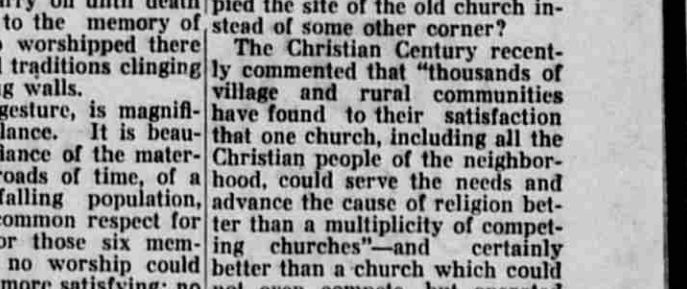 to the memory of
worshipped there
traditions clinging
walls.
gesture, is magnifi-
lance. It is beau-
of the mater-
of time, of a
falling population,
common respect for
those six mem-
no worship could
more satisfying; no
pied the site of the old church in-
stead of some other corner?
The Christian Century recent-
ly commented that "thousands of
village and rural communities
have found to their satisfaction
that one church, including all the
Christian people of the neighbor-
hood, could serve the needs and
advance the cause of religion bet-
ter than a multiplicity of compet-
ing churches"—and certainly
better than a church which could